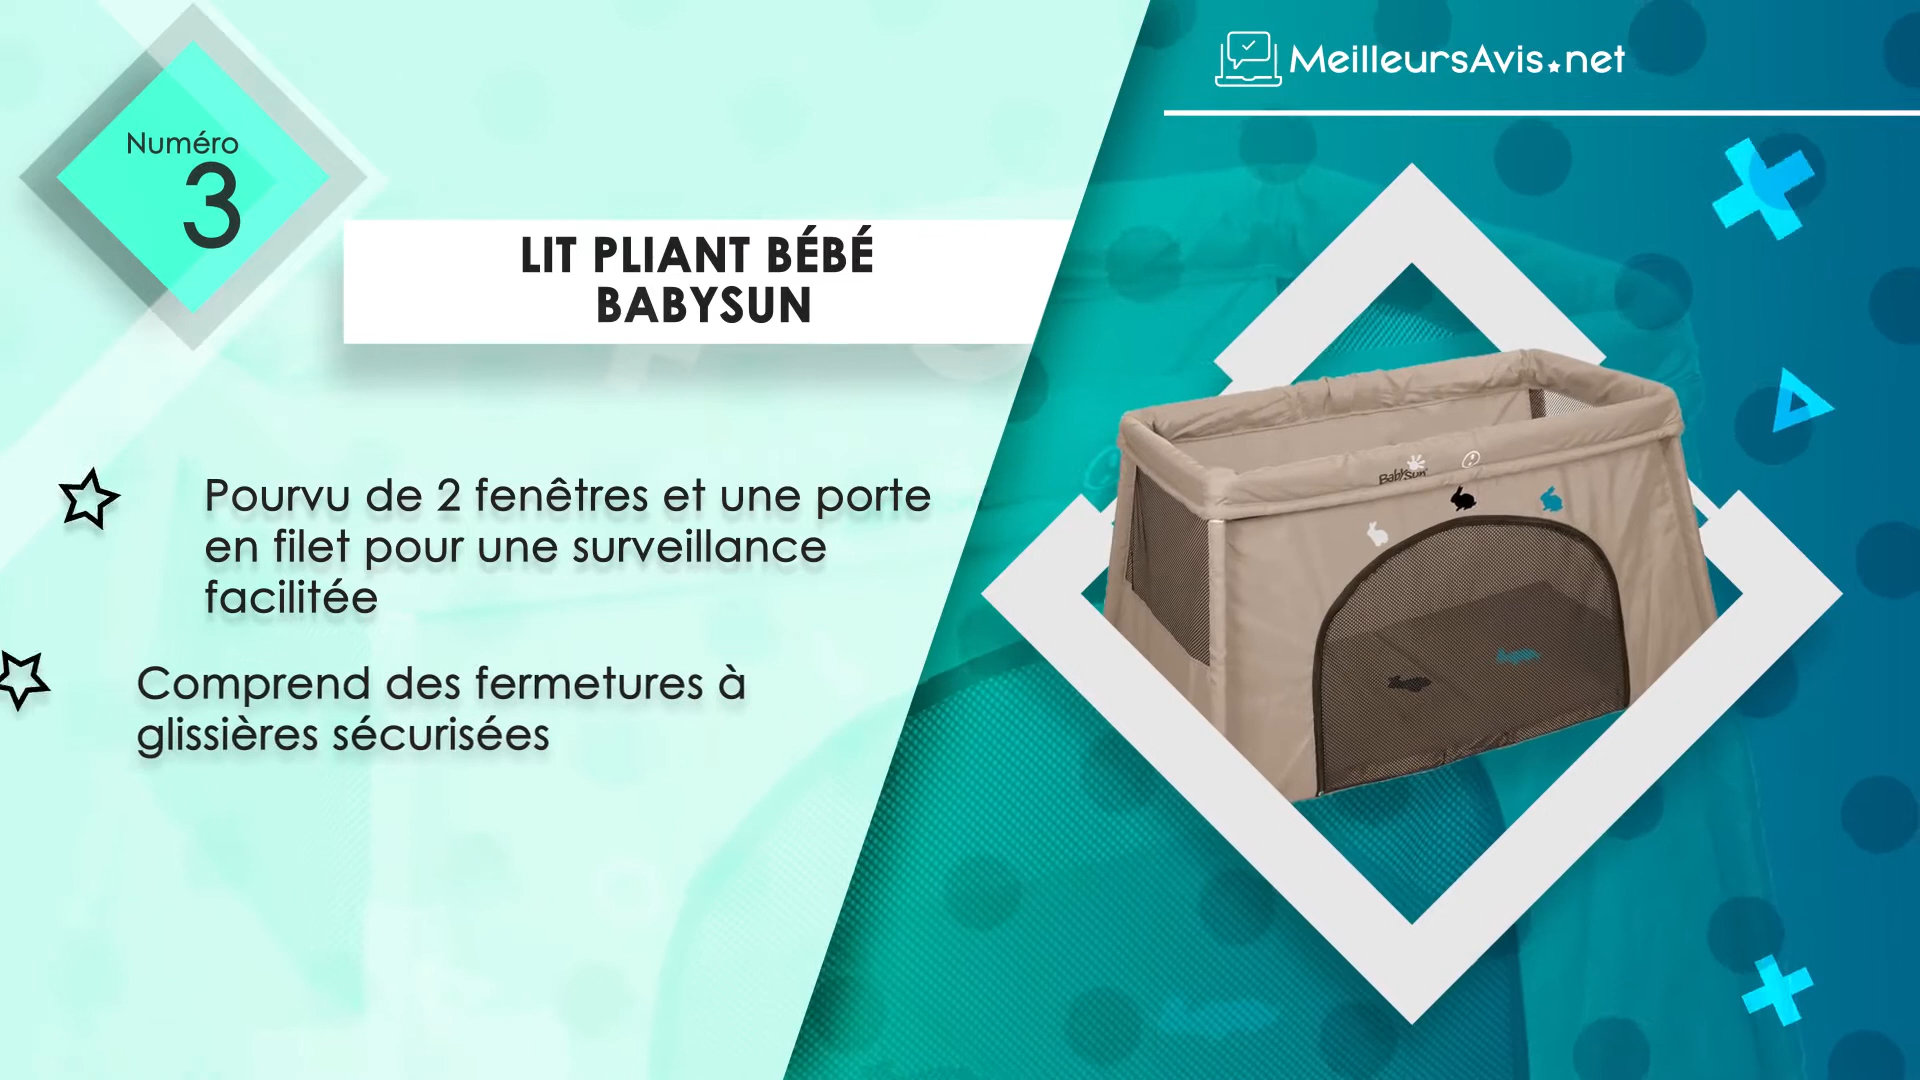 MeilleursAvis.net
Numéro
3
LIT PLIANT BÉBÉ
BABYSUN
Pourvu de 2 fenêtres et une porte
en filet pour une surveillance
facilitée
Comprend des fermetures à
glissières sécurisées
BabySun